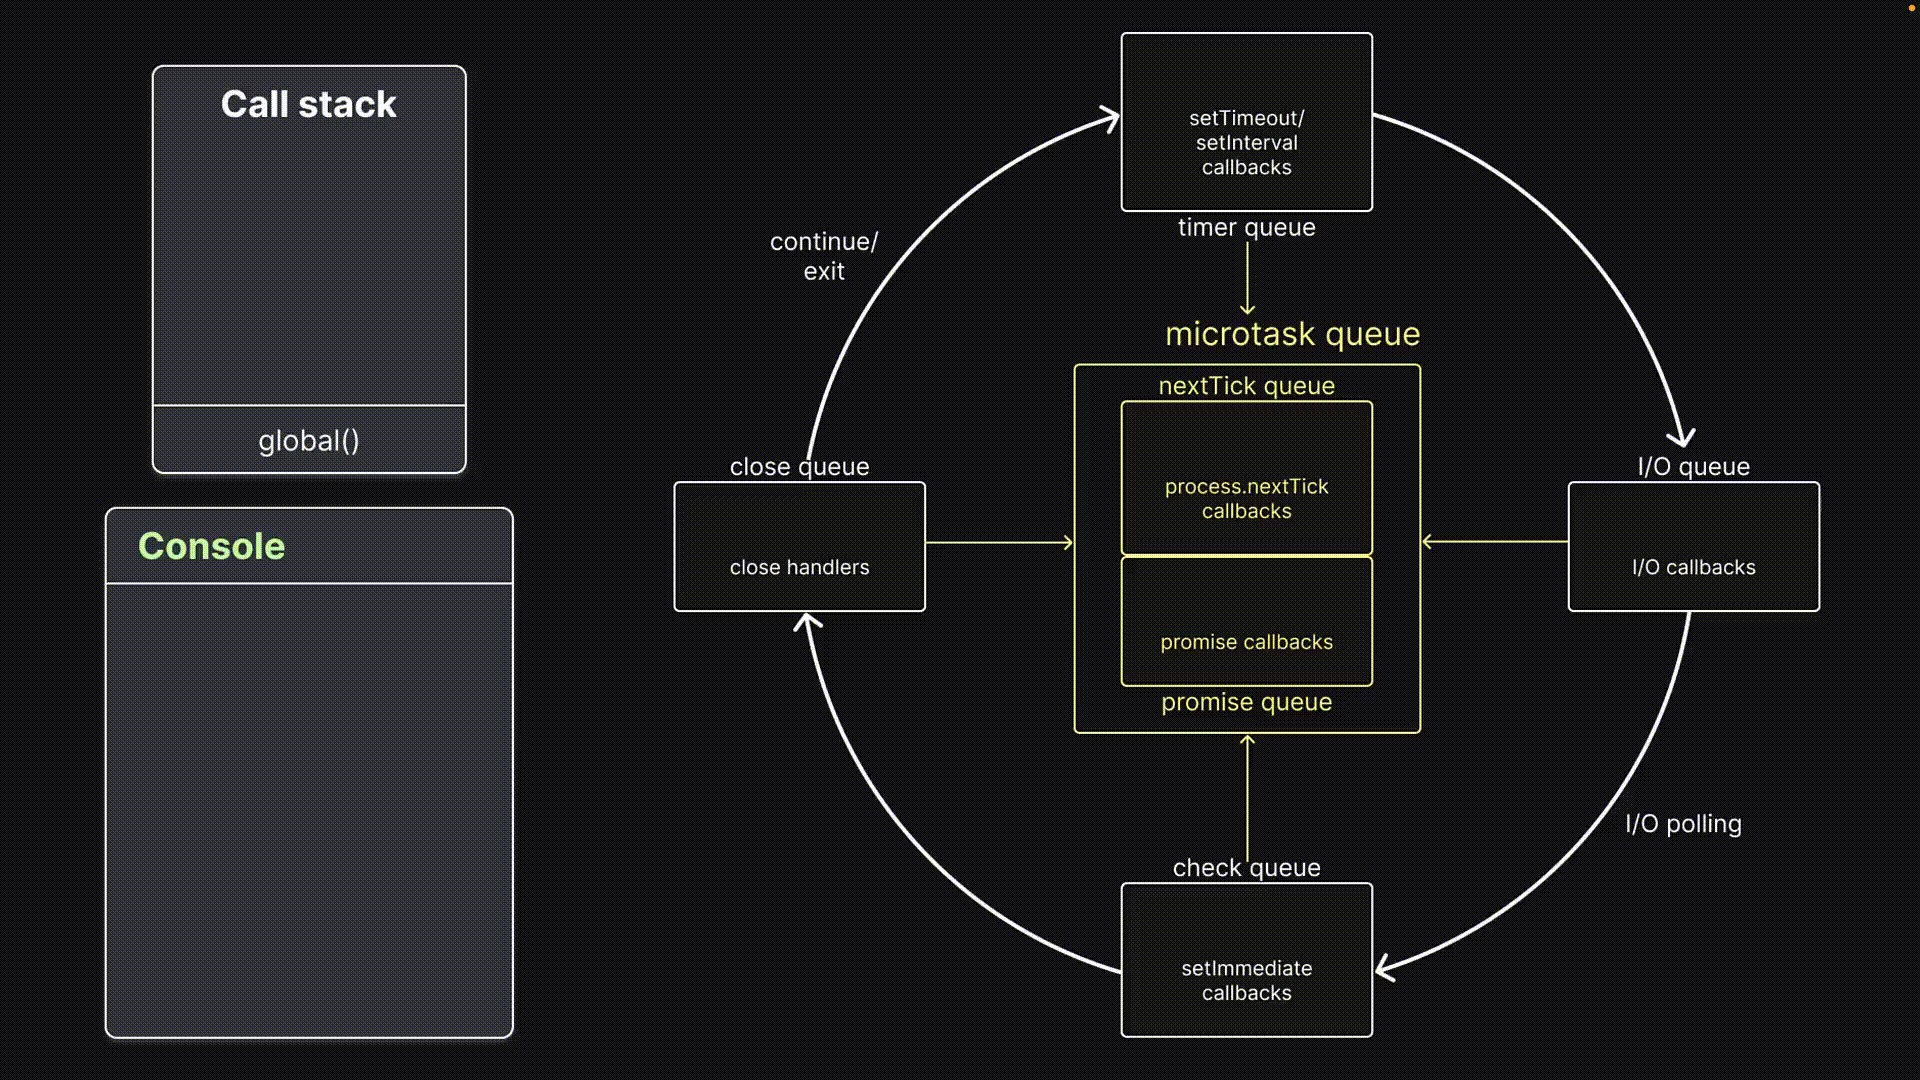 Call stack
global()
Console
setTimeout/
setInterval
callbacks
timer queue
continue/
exit
microtask queue
nextTick queue
process.nextTick
callbacks
promise callbacks
promise queue
close queue
close handlers
I/O queue
I/O callbacks
I/O polling
check queue
setImmediate
callbacks